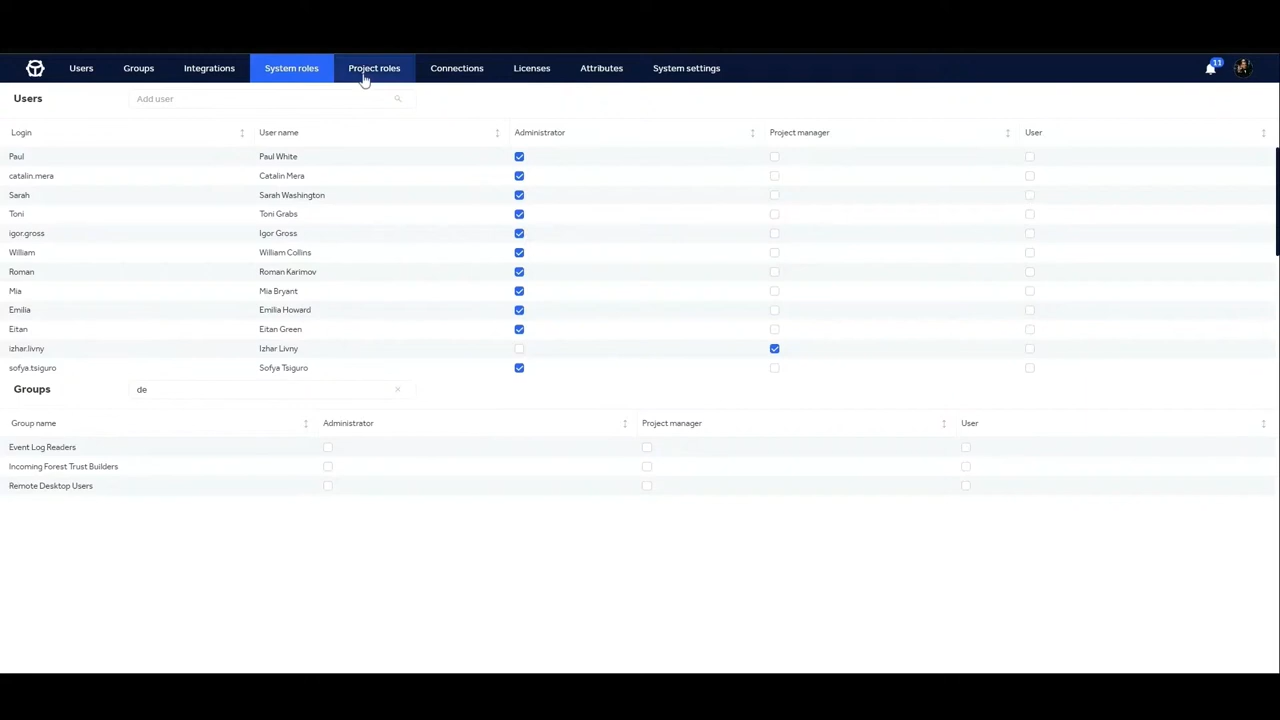 Users Groups Integrations System roles Project roles Connections Licenses Attributes System settings 11
Users Add user
Login User name Administrator Project manager User
Paul Paul White
catalin.mera Catalin Mera
Sarah Sarah Washington
Toni Toni Grabs
igor.gross Igor Gross
William William Collins
Roman Roman Karimov
Mia Mia Bryant
Emilia Emilia Howard
Eitan Eitan Green
izhar.livny Izhar Livny
sofya.tsiguro Sofya Tsiguro
Groups de
Group name Administrator Project manager User
Event Log Readers
Incoming Forest Trust Builders
Remote Desktop Users